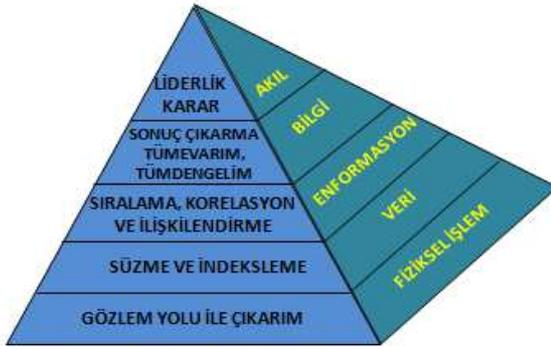 LİDERLİK
KARAR
SONUÇ ÇIKARMA
TÜMEVARIM,
TÜMDENGELİM
SIRALAMA, KORELASYON
VE İLİŞKİLENDİRME
SÜZME VE İNDEKSLEME
GÖZLEM YOLU İLE ÇIKARIM
AKIL
BİLGİ
ENFORMASYON
VERİ
FİZİKSEL İŞLEM